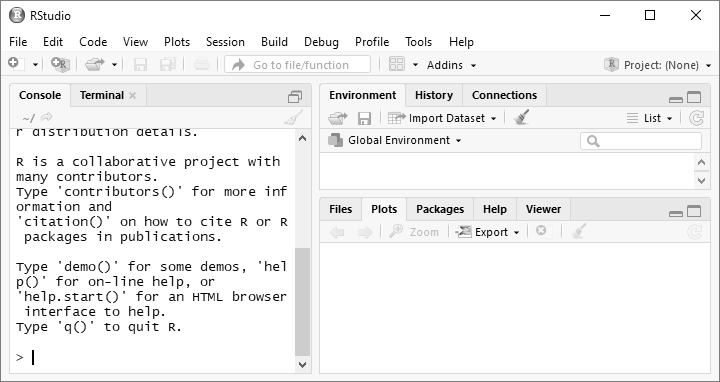 RStudio
File Edit Code View Plots Session Build Debug Profile Tools Help
Go to file/function Addins Project: (None)
Console Terminal
~/
r distribution details.
R is a collaborative project with
many contributors.
Type 'contributors()' for more inf
ormation and
'citation()' on how to cite R or R
 packages in publications.
Type 'demo()' for some demos, 'hel
p()' for on-line help, or
'help.start()' for an HTML browser
 interface to help.
Type 'q()' to quit R.
>
Environment History Connections
Import Dataset List
Global Environment
Files Plots Packages Help Viewer
Zoom Export